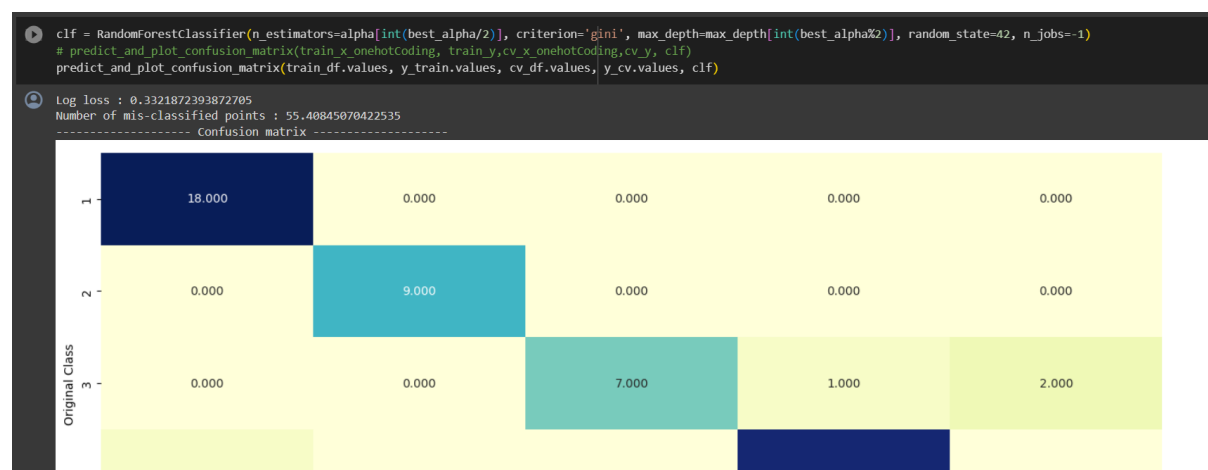 clf = RandomForestClassifier(n_estimators=alpha[int(best_alpha/2)], criterion='gini', max_depth=max_depth[int(best_alpha%2)], random_state=42, n_jobs=-1)
# predict_and_plot_confusion_matrix(train_x_onehotCoding, train_y,cv_x_onehotCoding,cv_y, clf)
predict_and_plot_confusion_matrix(train_df.values, y_train.values, cv_df.values, y_cv.values, clf)
Log loss : 0.3321872393872705
Number of mis-classified points : 55.40845070422535
-------------------- Confusion matrix --------------------
1 18.000 0.000 0.000 0.000 0.000
2 0.000 9.000 0.000 0.000 0.000
Original Class
3 0.000 0.000 7.000 1.000 2.000